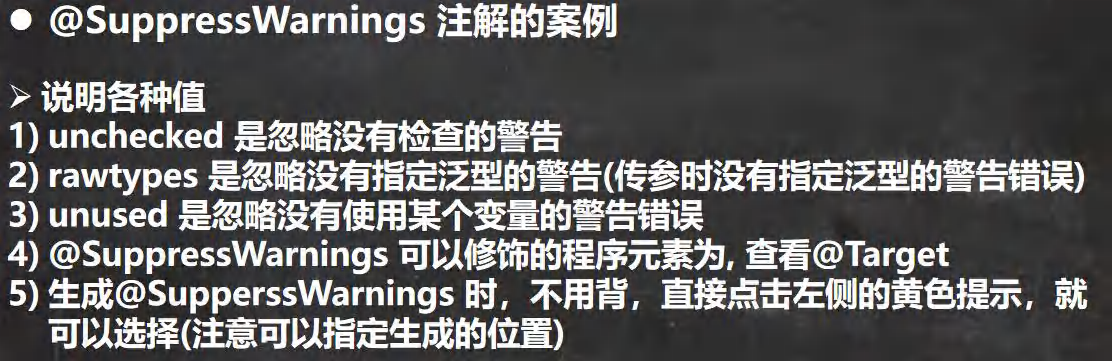 ● @SuppressWarnings 注解的案例
➢ 说明各种值
1) unchecked 是忽略没有检查的警告
2) rawtypes 是忽略没有指定泛型的警告(传参时没有指定泛型的警告错误)
3) unused 是忽略没有使用某个变量的警告错误
4) @SuppressWarnings 可以修饰的程序元素为, 查看@Target
5) 生成@SupperssWarnings 时，不用背，直接点击左侧的黄色提示，就
可以选择(注意可以指定生成的位置)